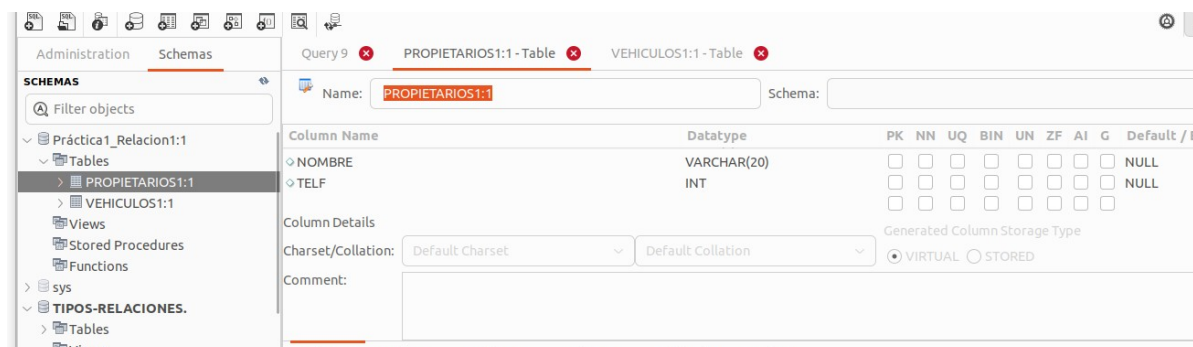 Administration Schemas
SCHEMAS
Filter objects
Práctica1_Relacion1:1
Tables
PROPIETARIOS1:1
VEHICULOS1:1
Views
Stored Procedures
Functions
sys
TIPOS-RELACIONES.
Tables
Query 9 PROPIETARIOS1:1 - Table VEHICULOS1:1 - Table
Name: PROPIETARIOS1:1 Schema:
Column Name Datatype PK NN UQ BIN UN ZF AI G Default /
NOMBRE VARCHAR(20) NULL
TELF INT NULL
Column Details
Generated Column Storage Type
Charset/Collation: Default Charset Default Collation VIRTUAL STORED
Comment: